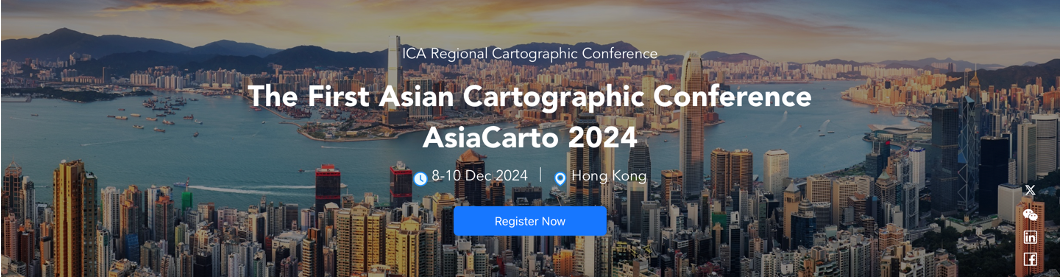 ICA Regional Cartographic Conference
The First Asian Cartographic Conference
AsiaCarto 2024
8-10 Dec 2024 | Hong Kong
Register Now